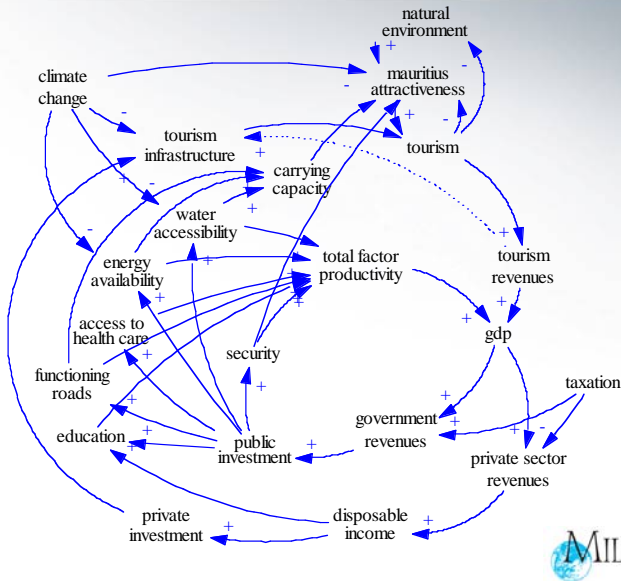 natural
environment
climate
change
mauritius
attractiveness
tourism
infrastructure
tourism
carrying
capacity
water
accessibility
energy
availability
total factor
productivity
tourism
revenues
access to
health care
gdp
functioning
roads
security
taxation
education
public
investment
government
revenues
private sector
revenues
private
investment
disposable
income
MIL